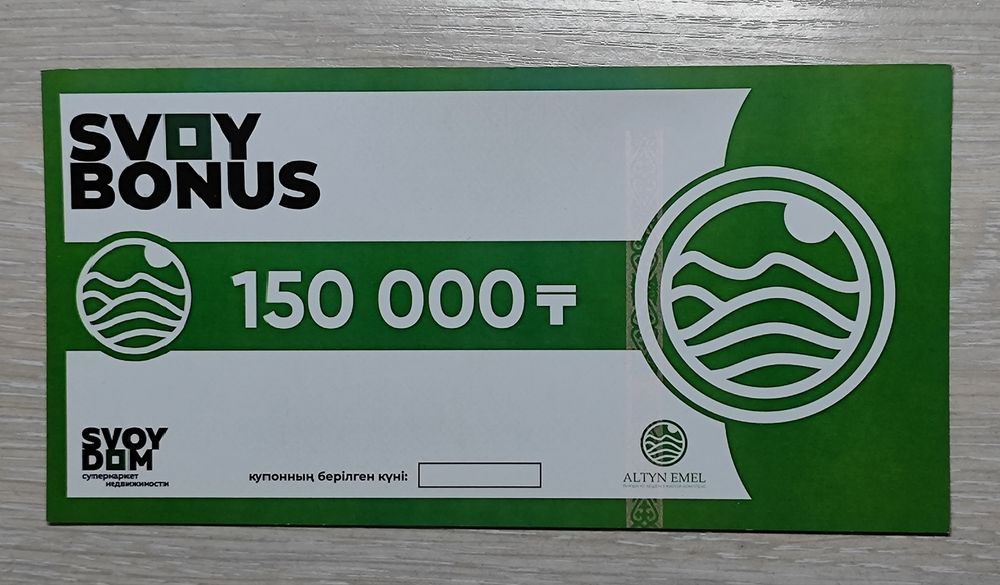 SVOY
BONUS
150 000 ₸
SVOY
DOM
супермаркет
недвижимости
купонның берілген күні:
ALTYN EMEL